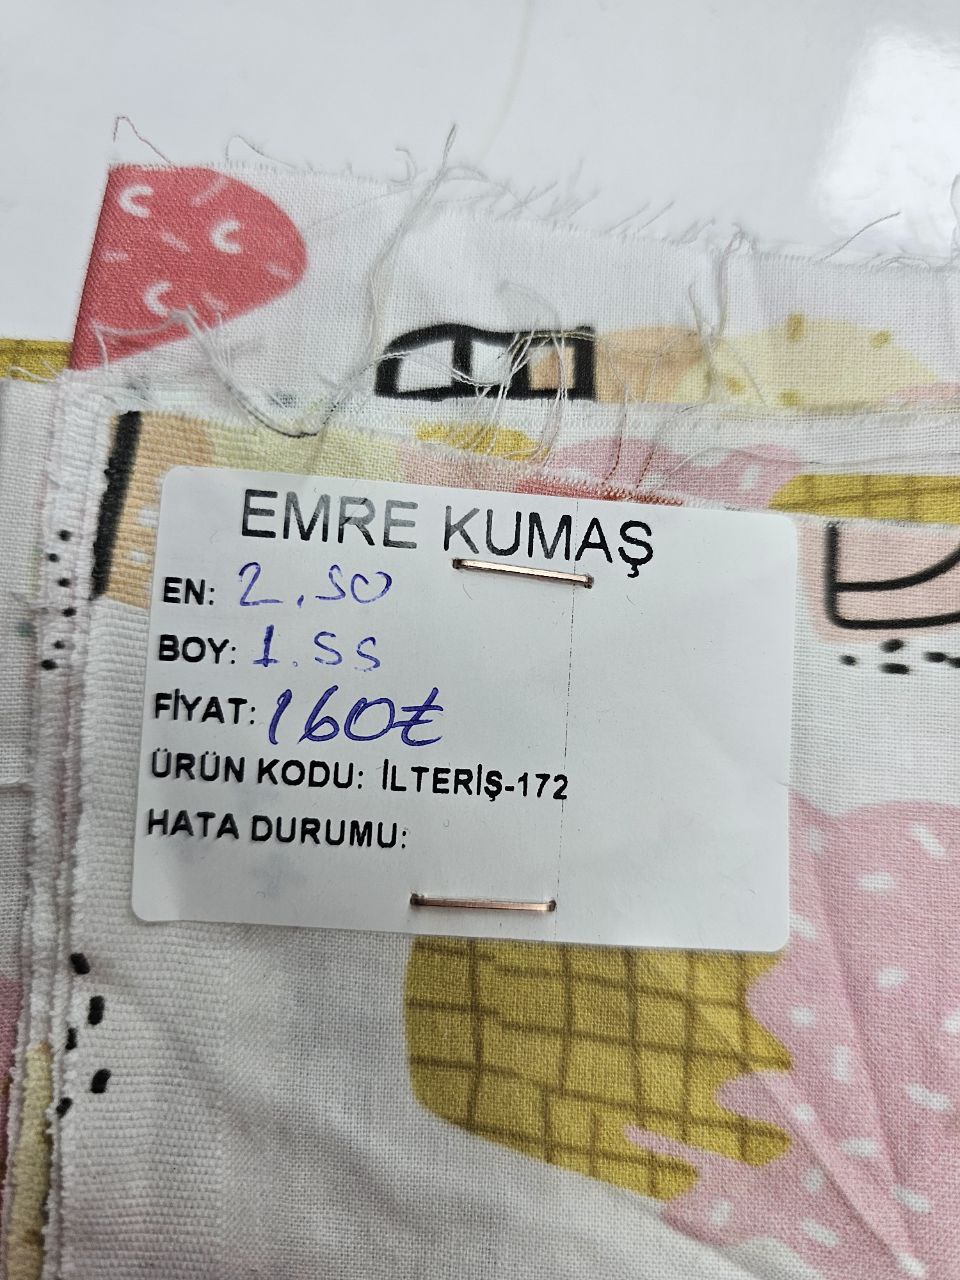 EMRE KUMAŞ
EN: 2.50
BOY: 1.55
FİYAT: 160₺
ÜRÜN KODU: İLTERİŞ-172
HATA DURUMU: